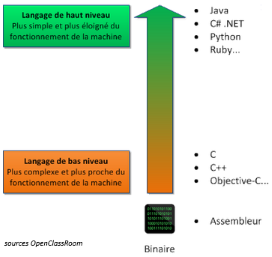 Langage de haut niveau
Plus simple et plus éloigné du
fonctionnement de la machine
• Java
• C# .NET
• Python
• Ruby...
Langage de bas niveau
Plus complexe et plus proche du
fonctionnement de la machine
• C
• C++
• Objective-C...
• Assembleur
sources OpenClassRoom
Binaire